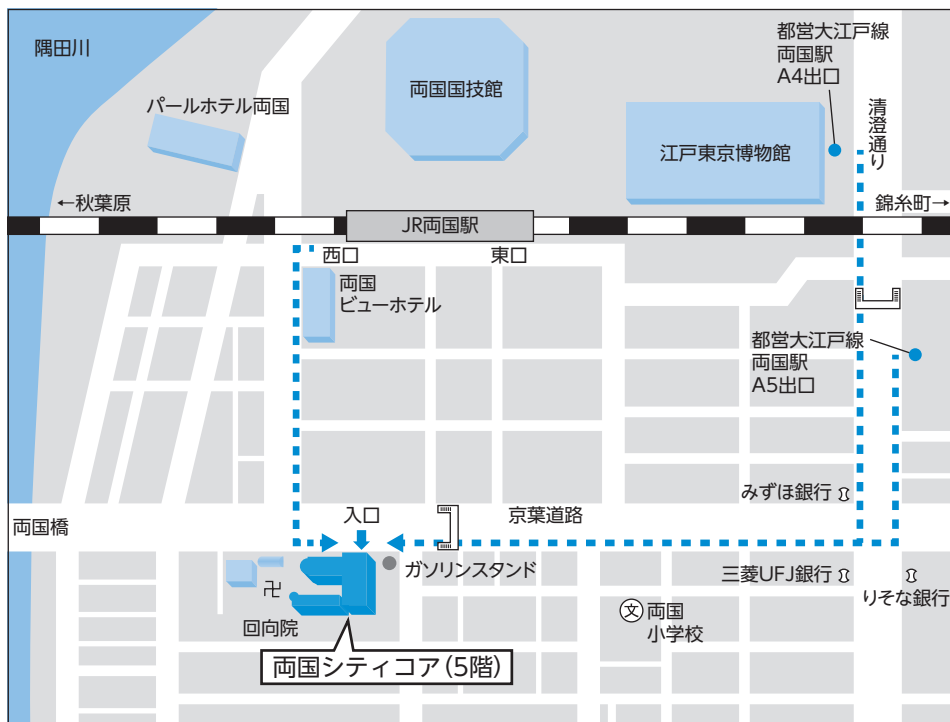 隅田川
パールホテル両国
両国国技館
江戸東京博物館
都営大江戸線
両国駅
A4出口
清澄通り
←秋葉原
JR両国駅
錦糸町→
西口
東口
両国
ビューホテル
都営大江戸線
両国駅
A5出口
みずほ銀行
両国橋
入口
京葉道路
ガソリンスタンド
三菱UFJ銀行
りそな銀行
卍
回向院
文
両国
小学校
両国シティコア(5階)